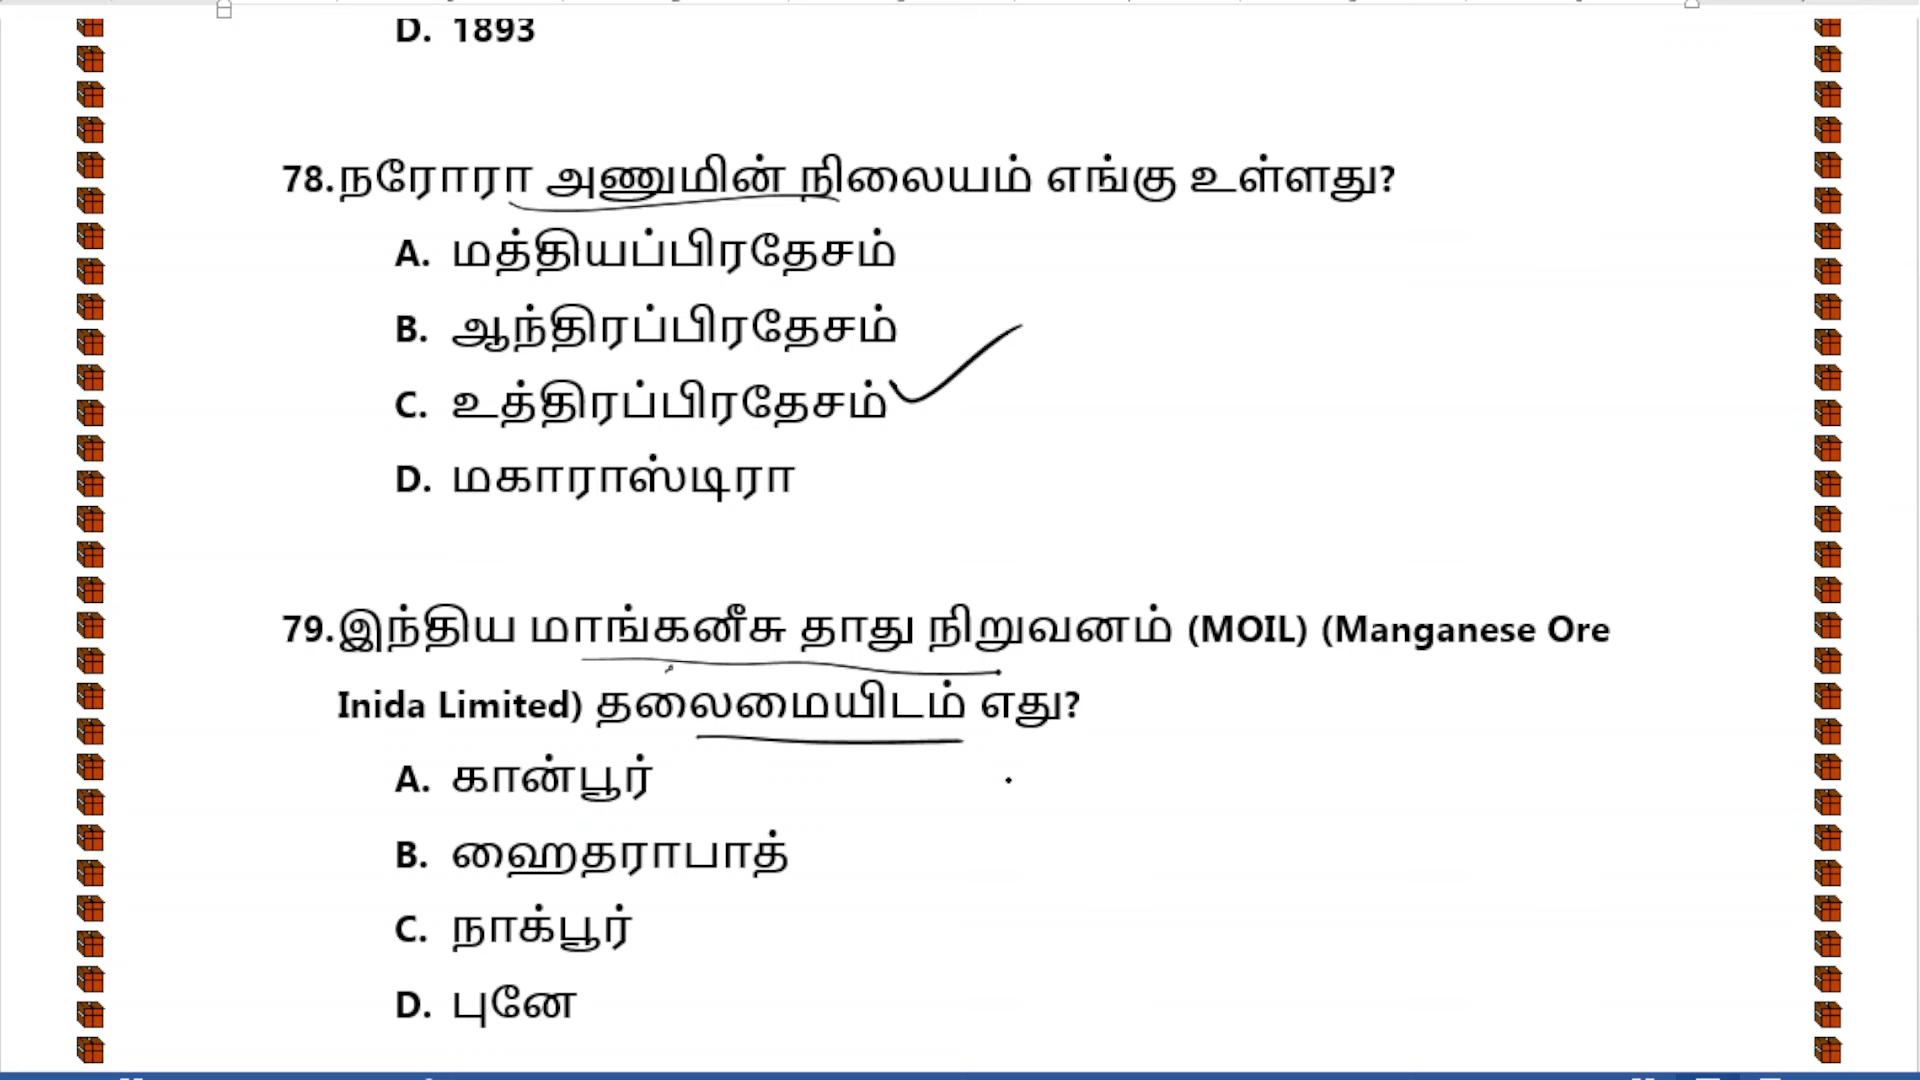 D. 1893
78.நரோரா அணுமின் நிலையம் எங்கு உள்ளது?
A. மத்தியப்பிரதேசம்
B. ஆந்திரப்பிரதேசம்
C. உத்திரப்பிரதேசம்
D. மகாராஸ்டிரா
79.இந்திய மாங்கனீசு தாது நிறுவனம் (MOIL) (Manganese Ore
Inida Limited) தலைமையிடம் எது?
A. கான்பூர்
B. ஹைதராபாத்
C. நாக்பூர்
D. புனே